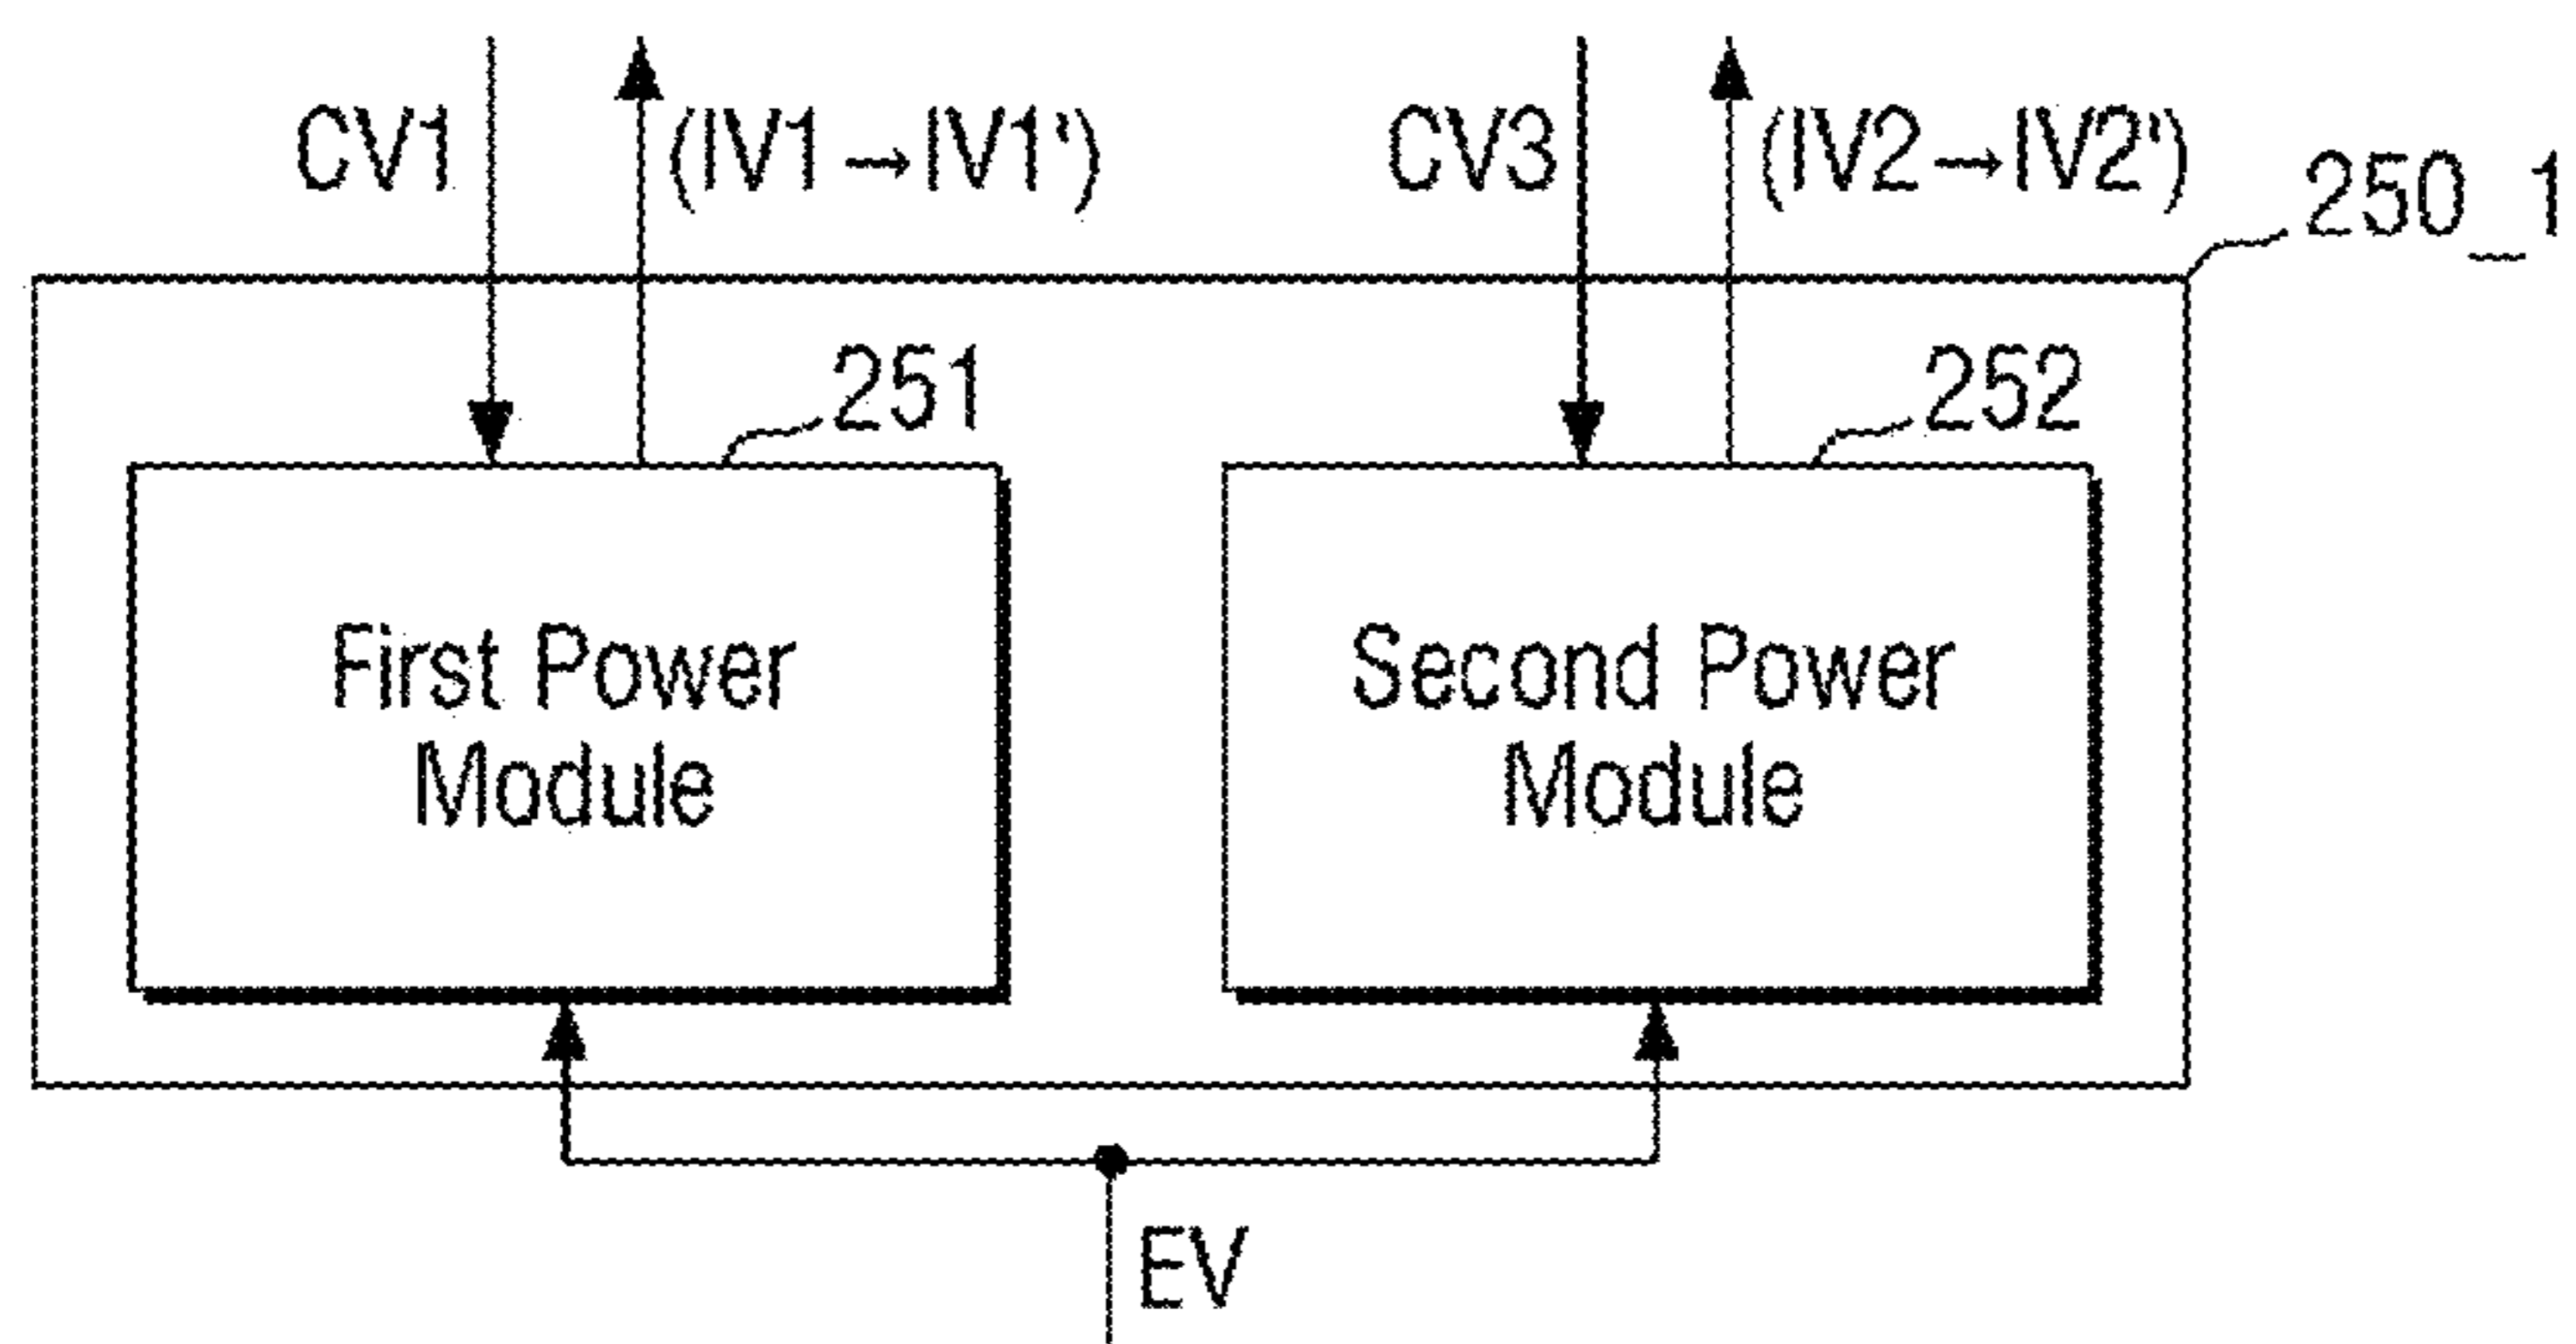 CV1 (IV1→IV1') CV3 (IV2→IV2')
250_1
251 252
First Power
Module
Second Power
Module
EV